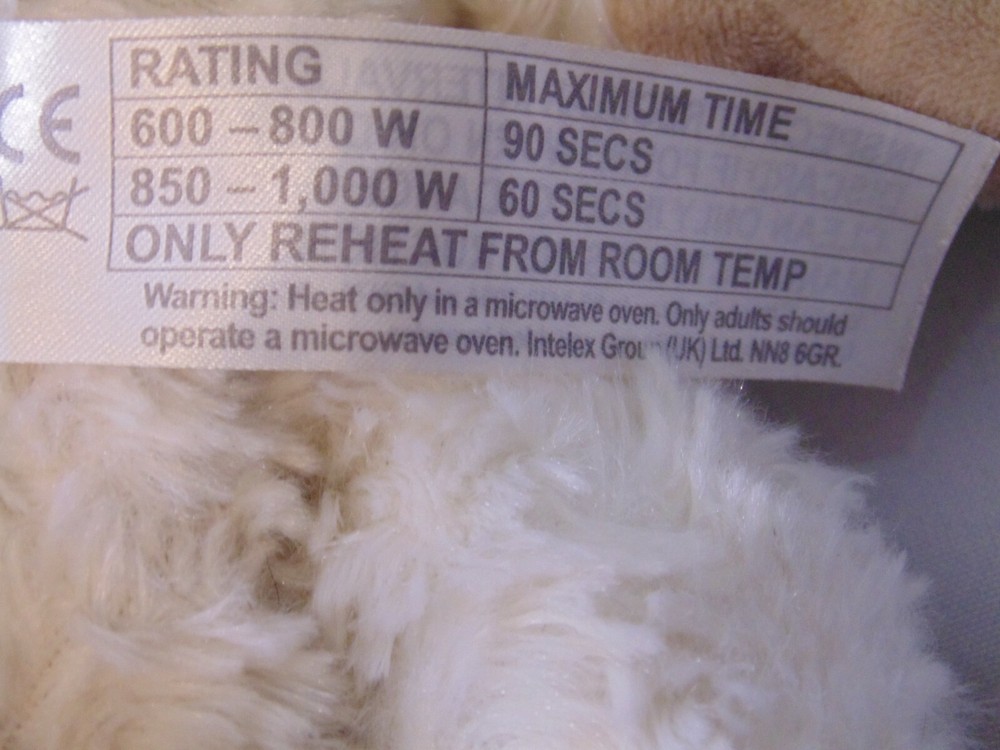 CE
RATING MAXIMUM TIME
600 – 800 W 90 SECS
850 – 1,000 W 60 SECS
ONLY REHEAT FROM ROOM TEMP
Warning: Heat only in a microwave oven. Only adults should
operate a microwave oven. Intelex Group (UK) Ltd. NN8 6GR.